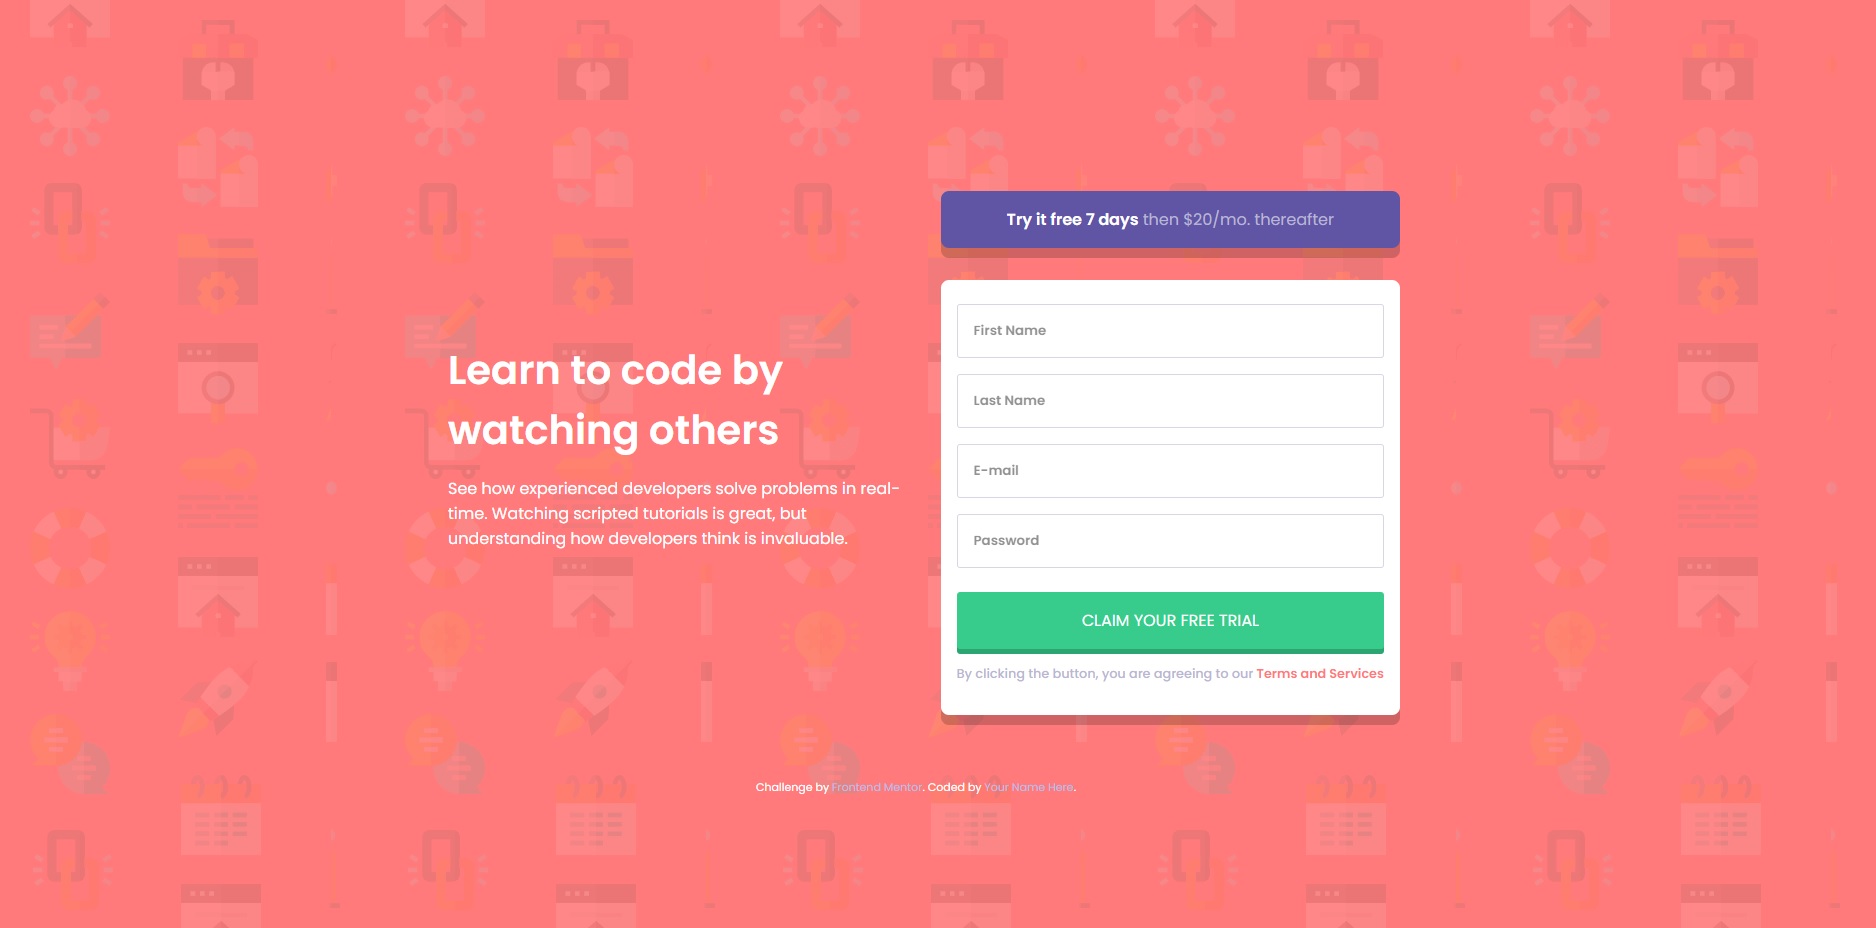 Try it free 7 days then $20/mo. thereafter
Learn to code by
watching others
See how experienced developers solve problems in real-
time. Watching scripted tutorials is great, but
understanding how developers think is invaluable.
First Name
Last Name
E-mail
Password
CLAIM YOUR FREE TRIAL
By clicking the button, you are agreeing to our Terms and Services
Challenge by Frontend Mentor. Coded by Your Name Here.